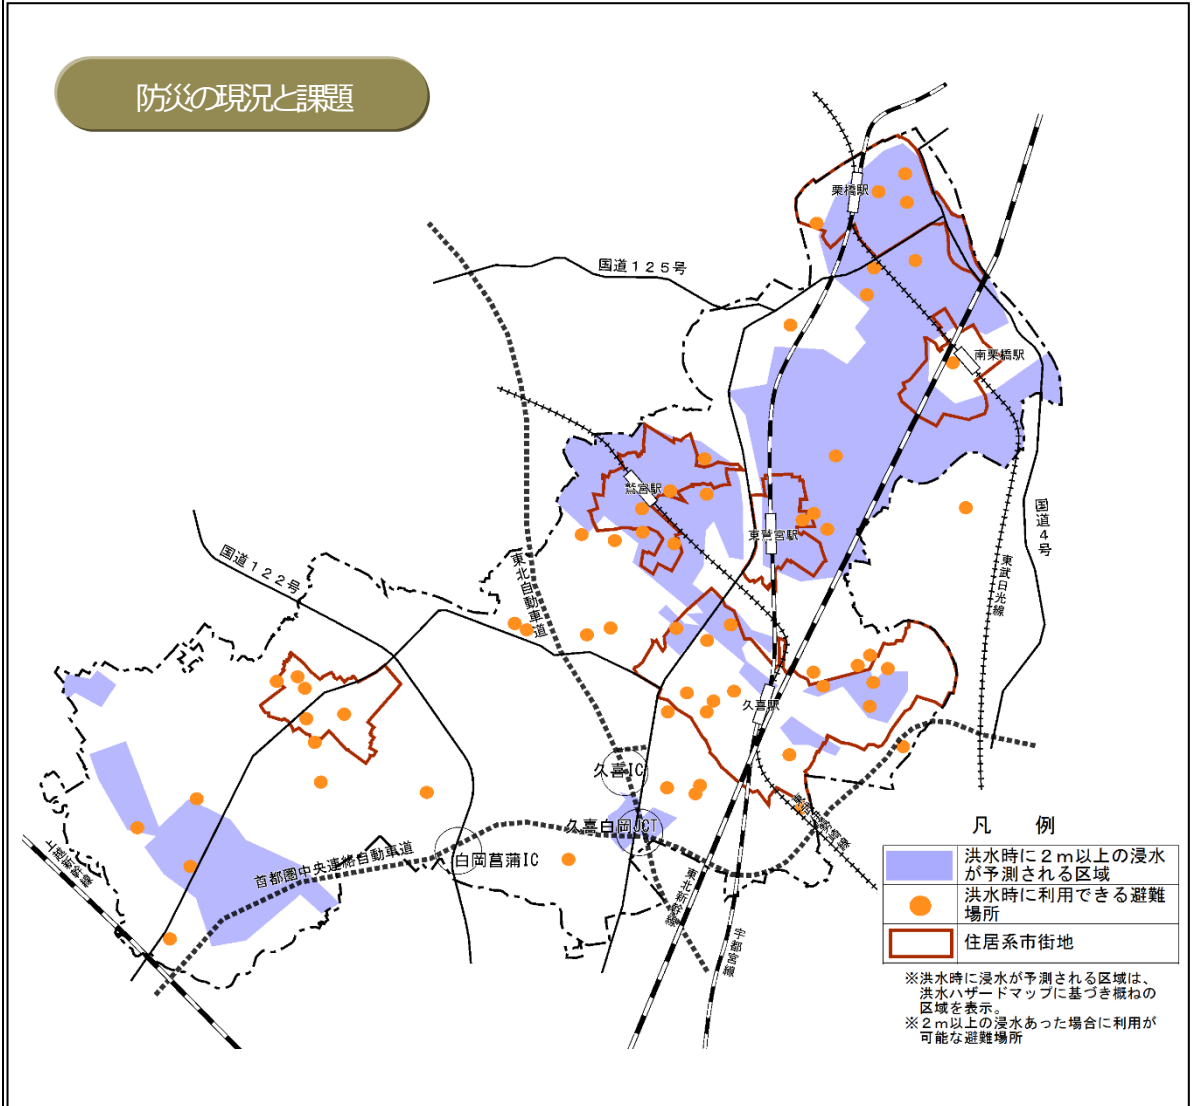 防災の現況と課題
栗橋駅
国道125号
南栗橋駅
鷲宮駅
東鷲宮駅
国道4号
東武日光線
国道122号
東北自動車道
久喜駅
久喜IC
久喜白岡JCT
白岡菖蒲IC
首都圏中央連絡自動車道
上越新幹線
東北新幹線
宇都宮線
凡 例
洪水時に2m以上の浸水
が予測される区域
洪水時に利用できる避難
場所
住居系市街地
※洪水時に浸水が予測される区域は、
洪水ハザードマップに基づき概ねの
区域を表示。
※2m以上の浸水あった場合に利用が
可能な避難場所